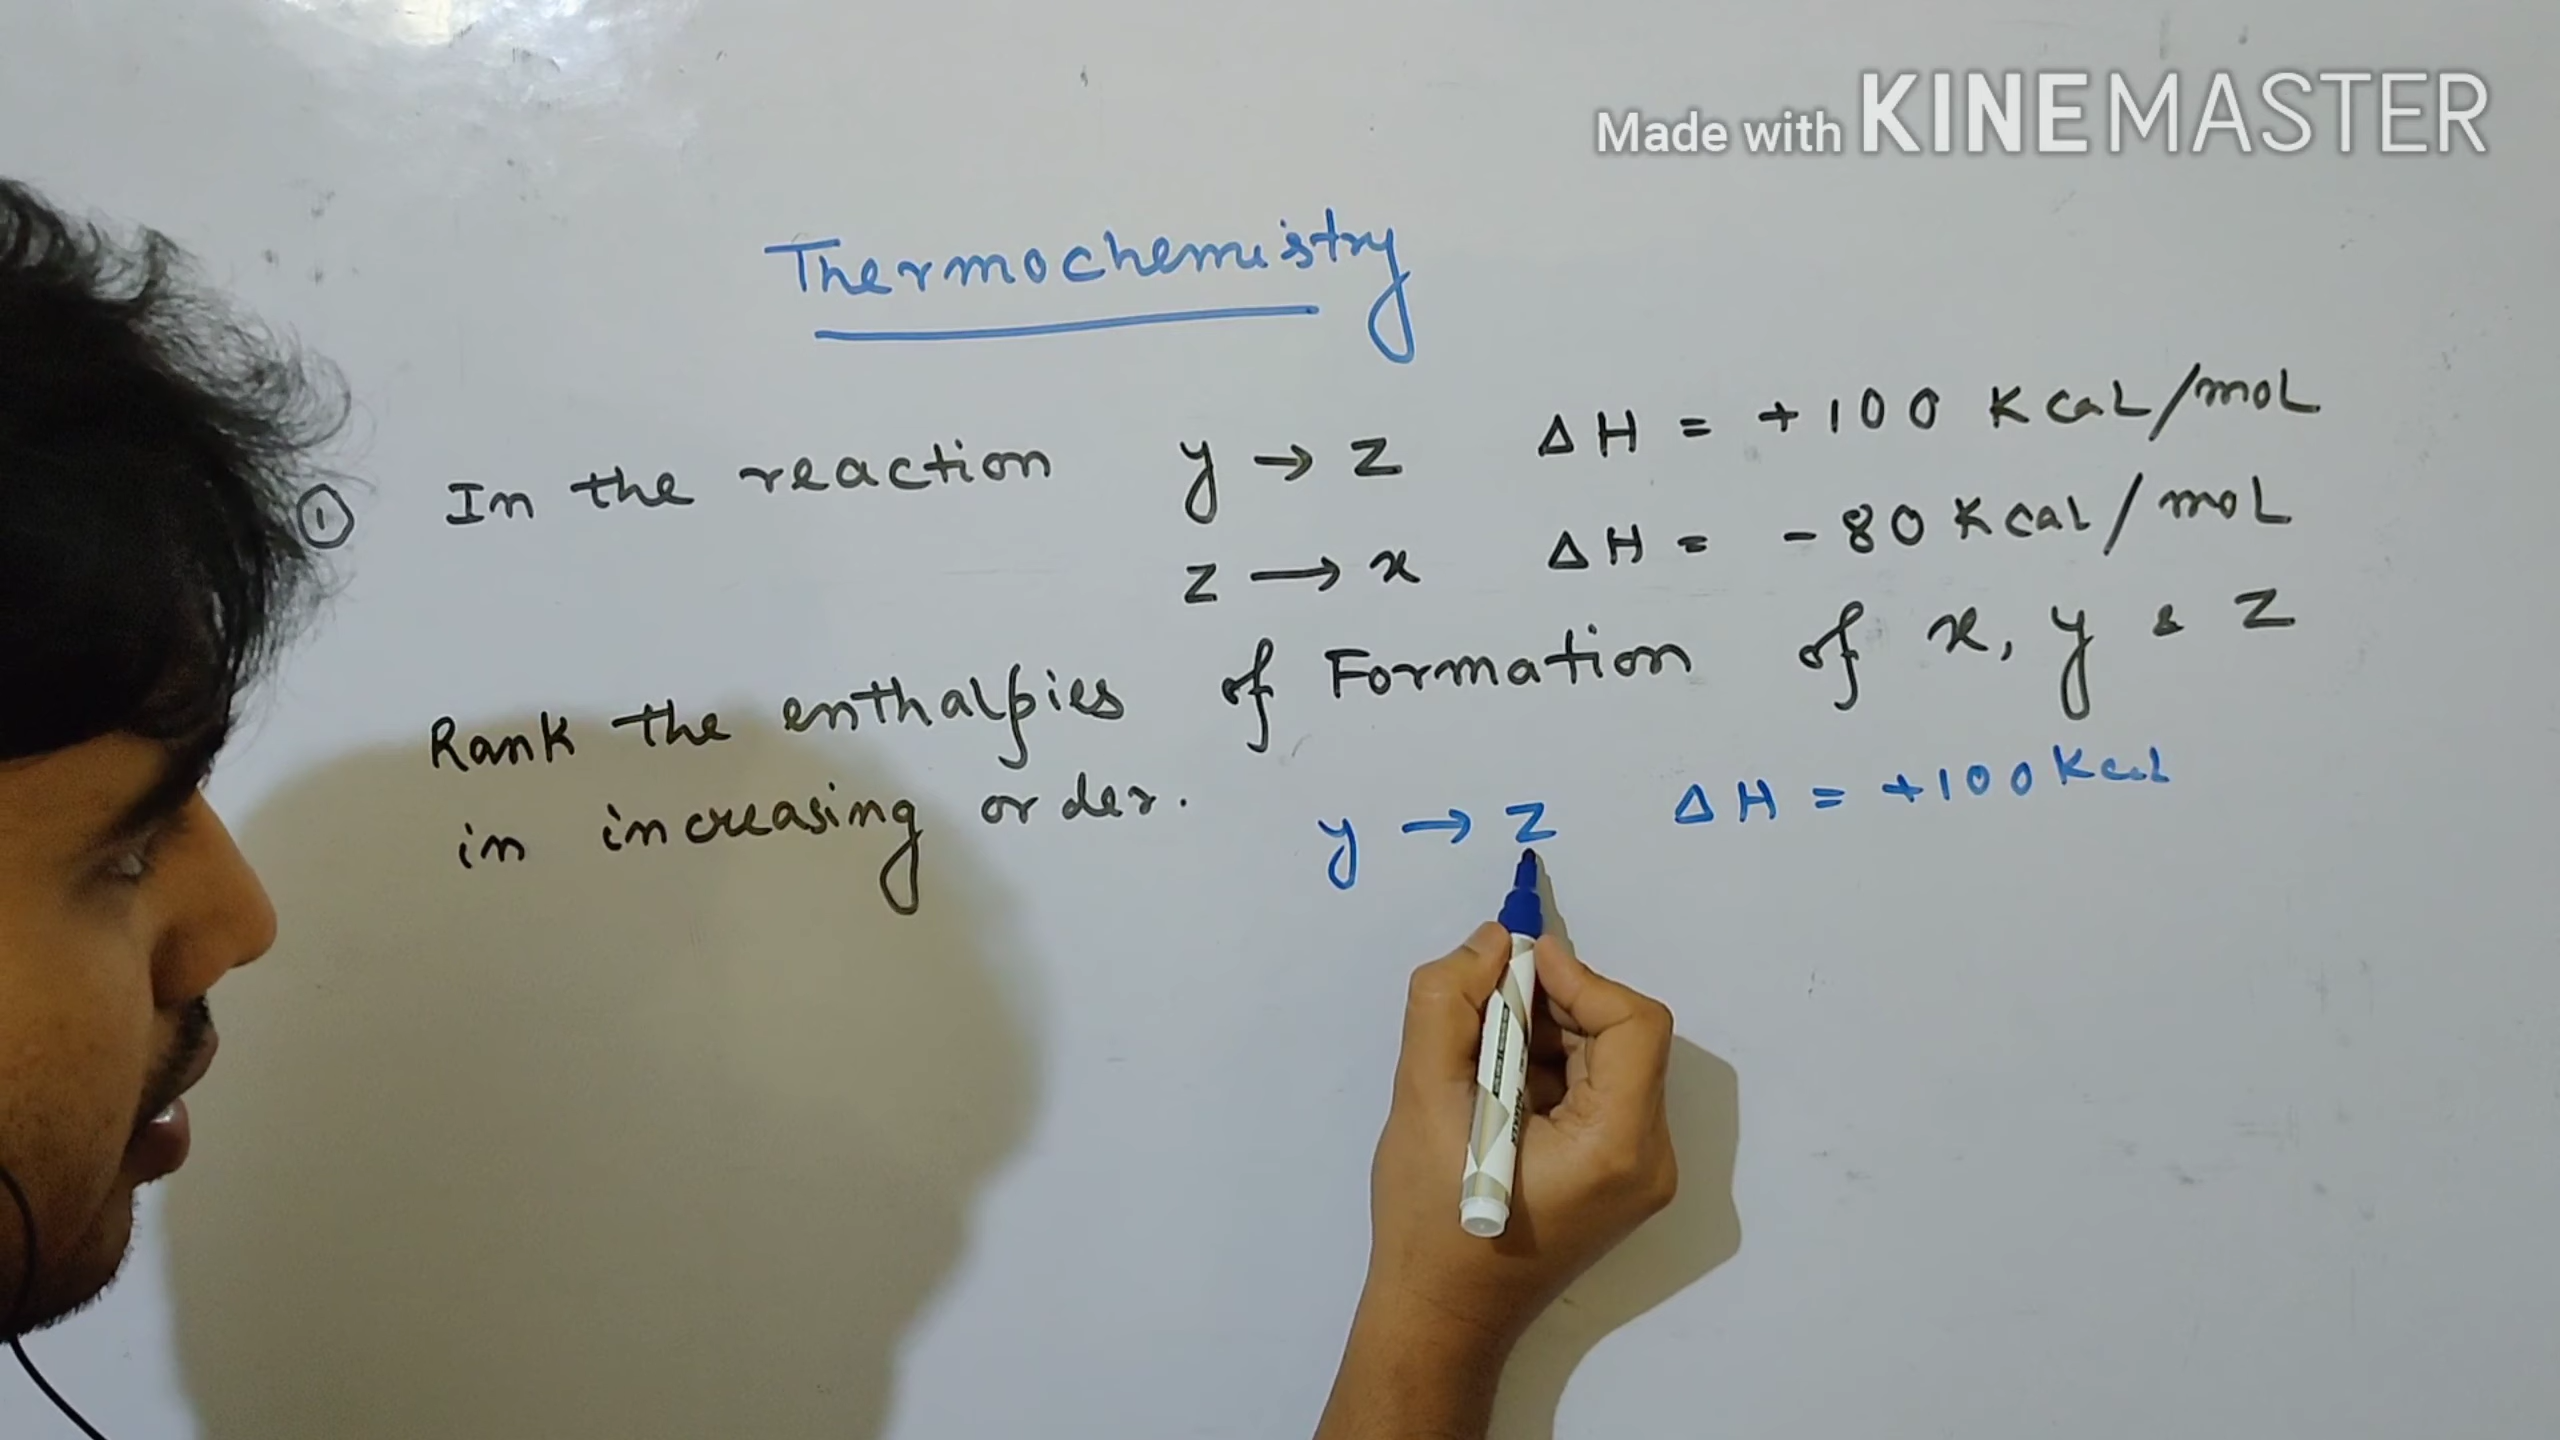 Made with KINEMASTER
Thermochemistry
① In the reaction y → z ΔH = +100 KcaL/moL
z → x ΔH = -80 KcaL/moL
Rank the enthalpies of Formation of x, y & z
in increasing order.
y → z ΔH = +100 Kcal